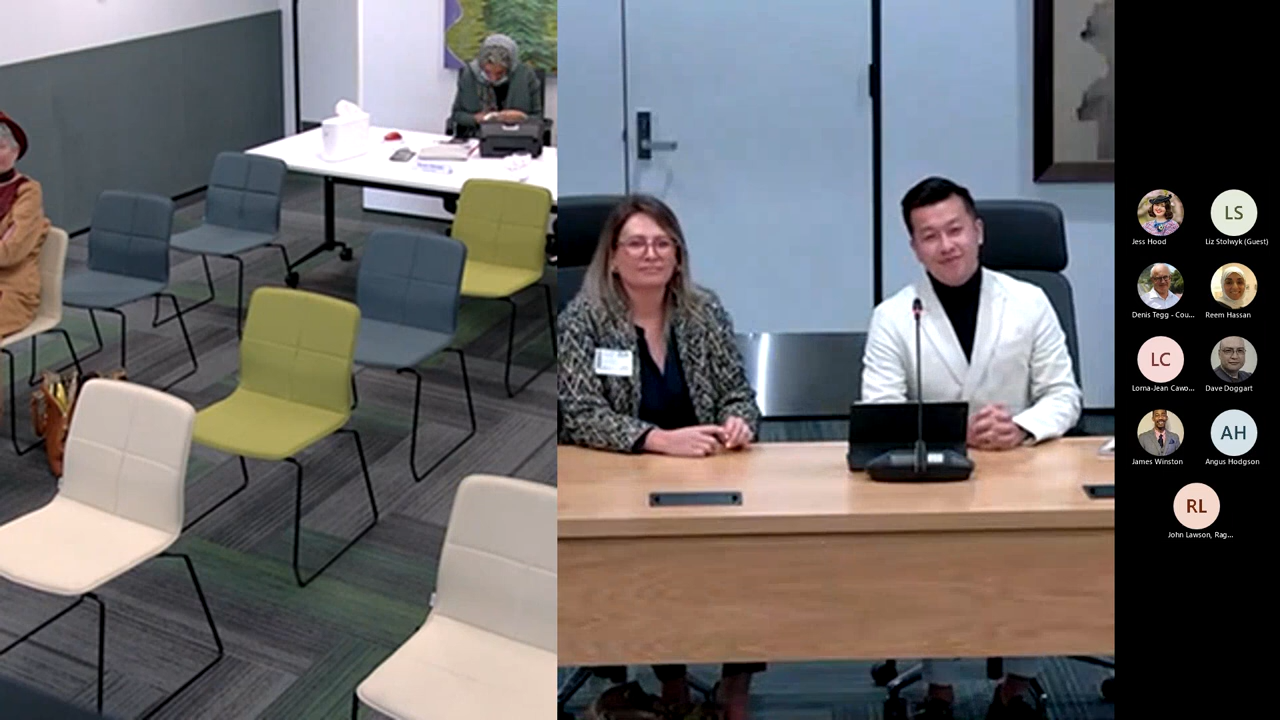 Jess Hood
LS
Liz Stolwyk (Guest)
Denis Tegg - Cou...
Reem Hassan
LC
Lorna-Jean Cawo...
Dave Doggart
James Winston
AH
Angus Hodgson
RL
John Lawson, Rag...